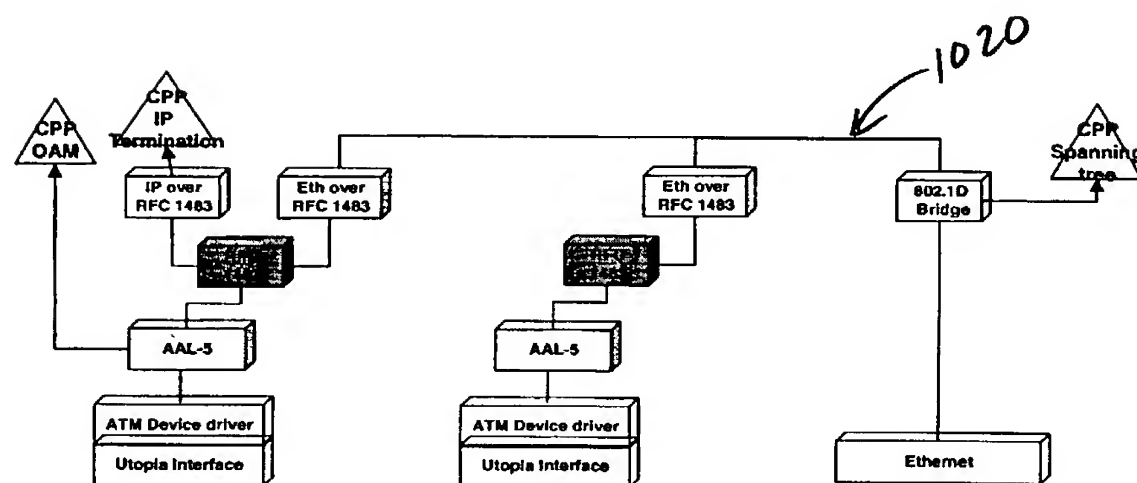 1020
CPP
OAM
CPP
IP
Termination
CPP
Spanning
tree
IP over
RFC 1483
Eth over
RFC 1483
Eth over
RFC 1483
802.1D
Bridge
AAL-5
AAL-5
ATM Device driver
Utopia Interface
ATM Device driver
Utopia Interface
Ethernet